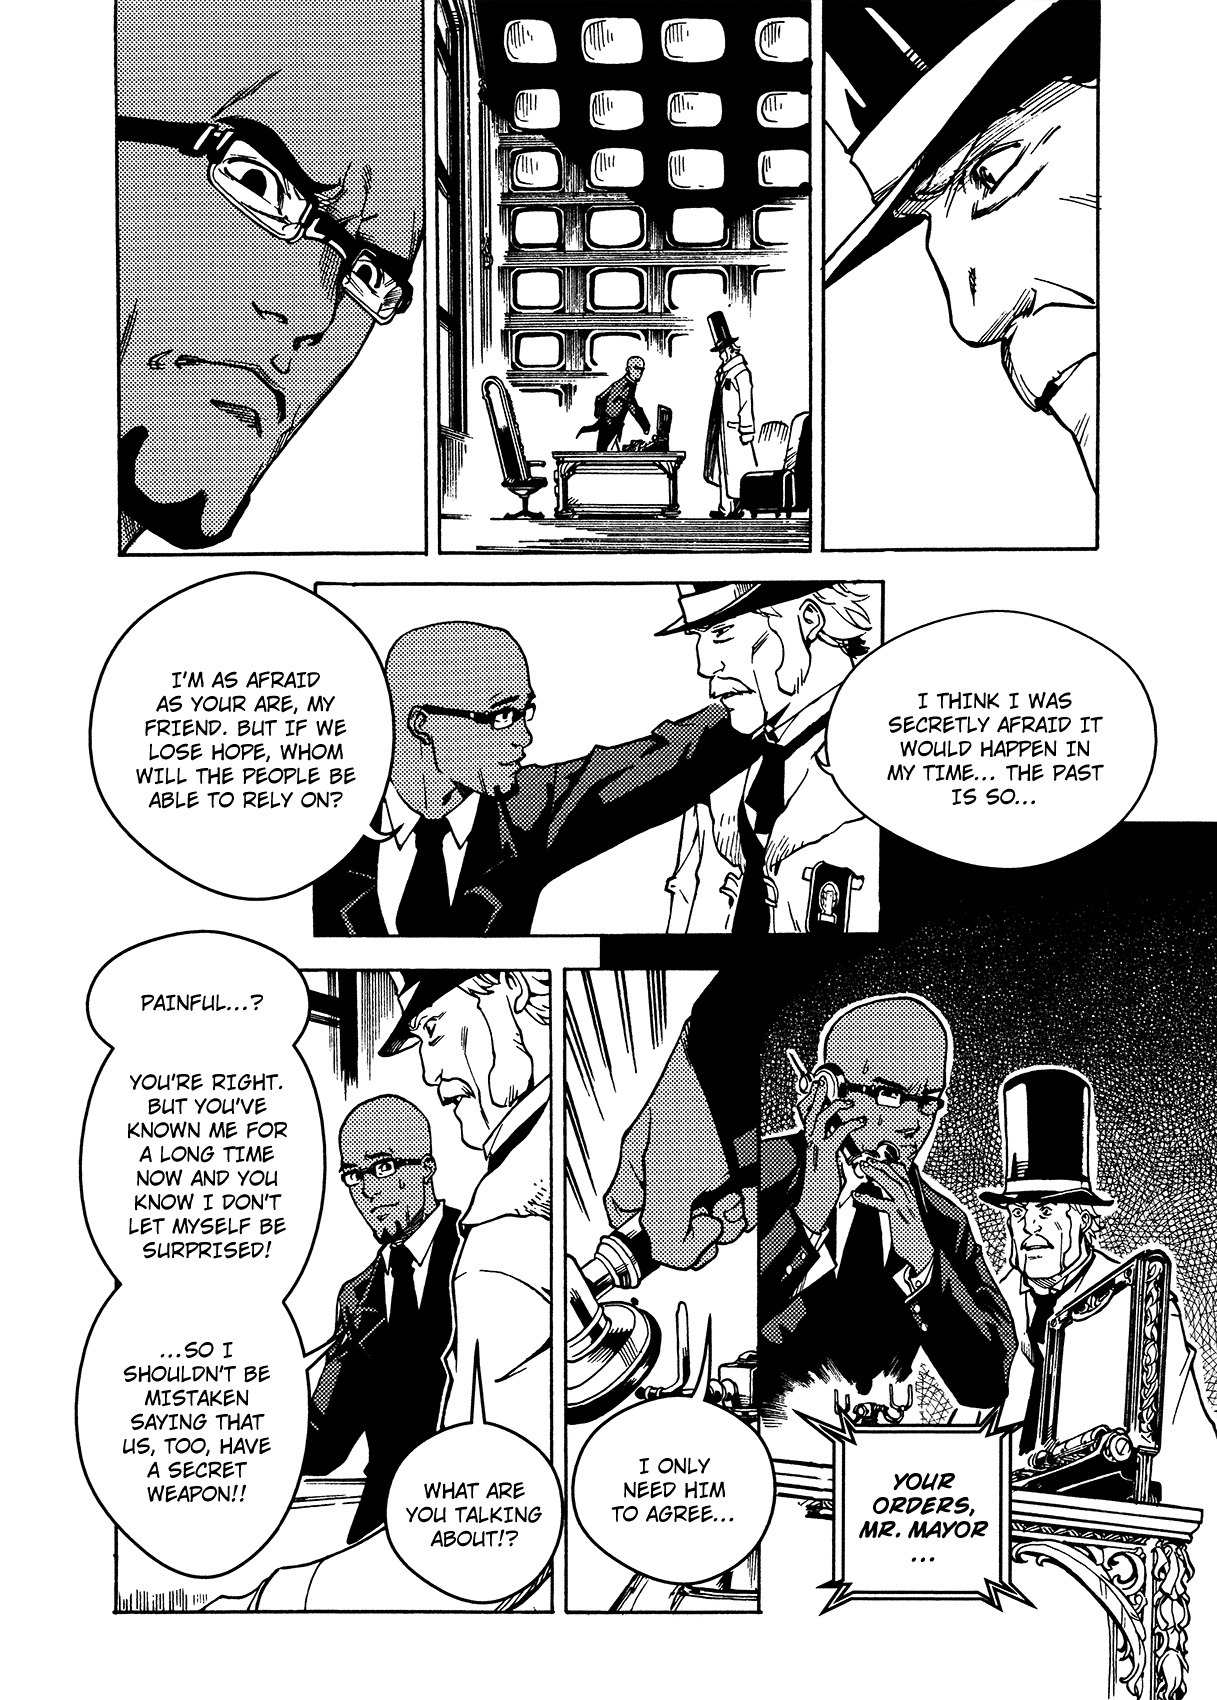 I'M AS AFRAID
AS YOUR ARE, MY
FRIEND. BUT IF WE
LOSE HOPE, WHOM
WILL THE PEOPLE BE
ABLE TO RELY ON?
I THINK I WAS
SECRETLY AFRAID IT
WOULD HAPPEN IN
MY TIME... THE PAST
IS SO...
PAINFUL...?
YOU'RE RIGHT.
BUT YOU'VE
KNOWN ME FOR
A LONG TIME
NOW AND YOU
KNOW I DON'T
LET MYSELF BE
SURPRISED!
...SO I
SHOULDN'T BE
MISTAKEN
SAYING THAT
US, TOO, HAVE
A SECRET
WEAPON!!
WHAT ARE
YOU TALKING
ABOUT!?
I ONLY
NEED HIM
TO AGREE...
YOUR
ORDERS,
MR. MAYOR
...